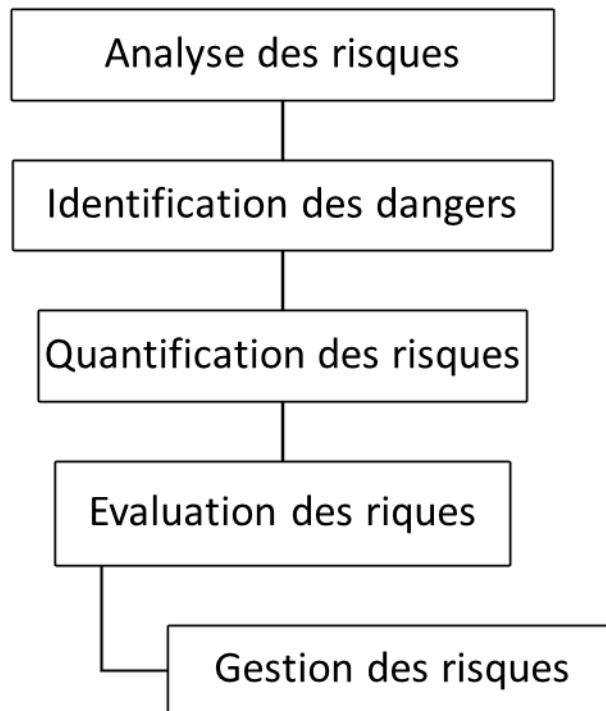 Analyse des risques
Identification des dangers
Quantification des risques
Evaluation des riques
Gestion des risques